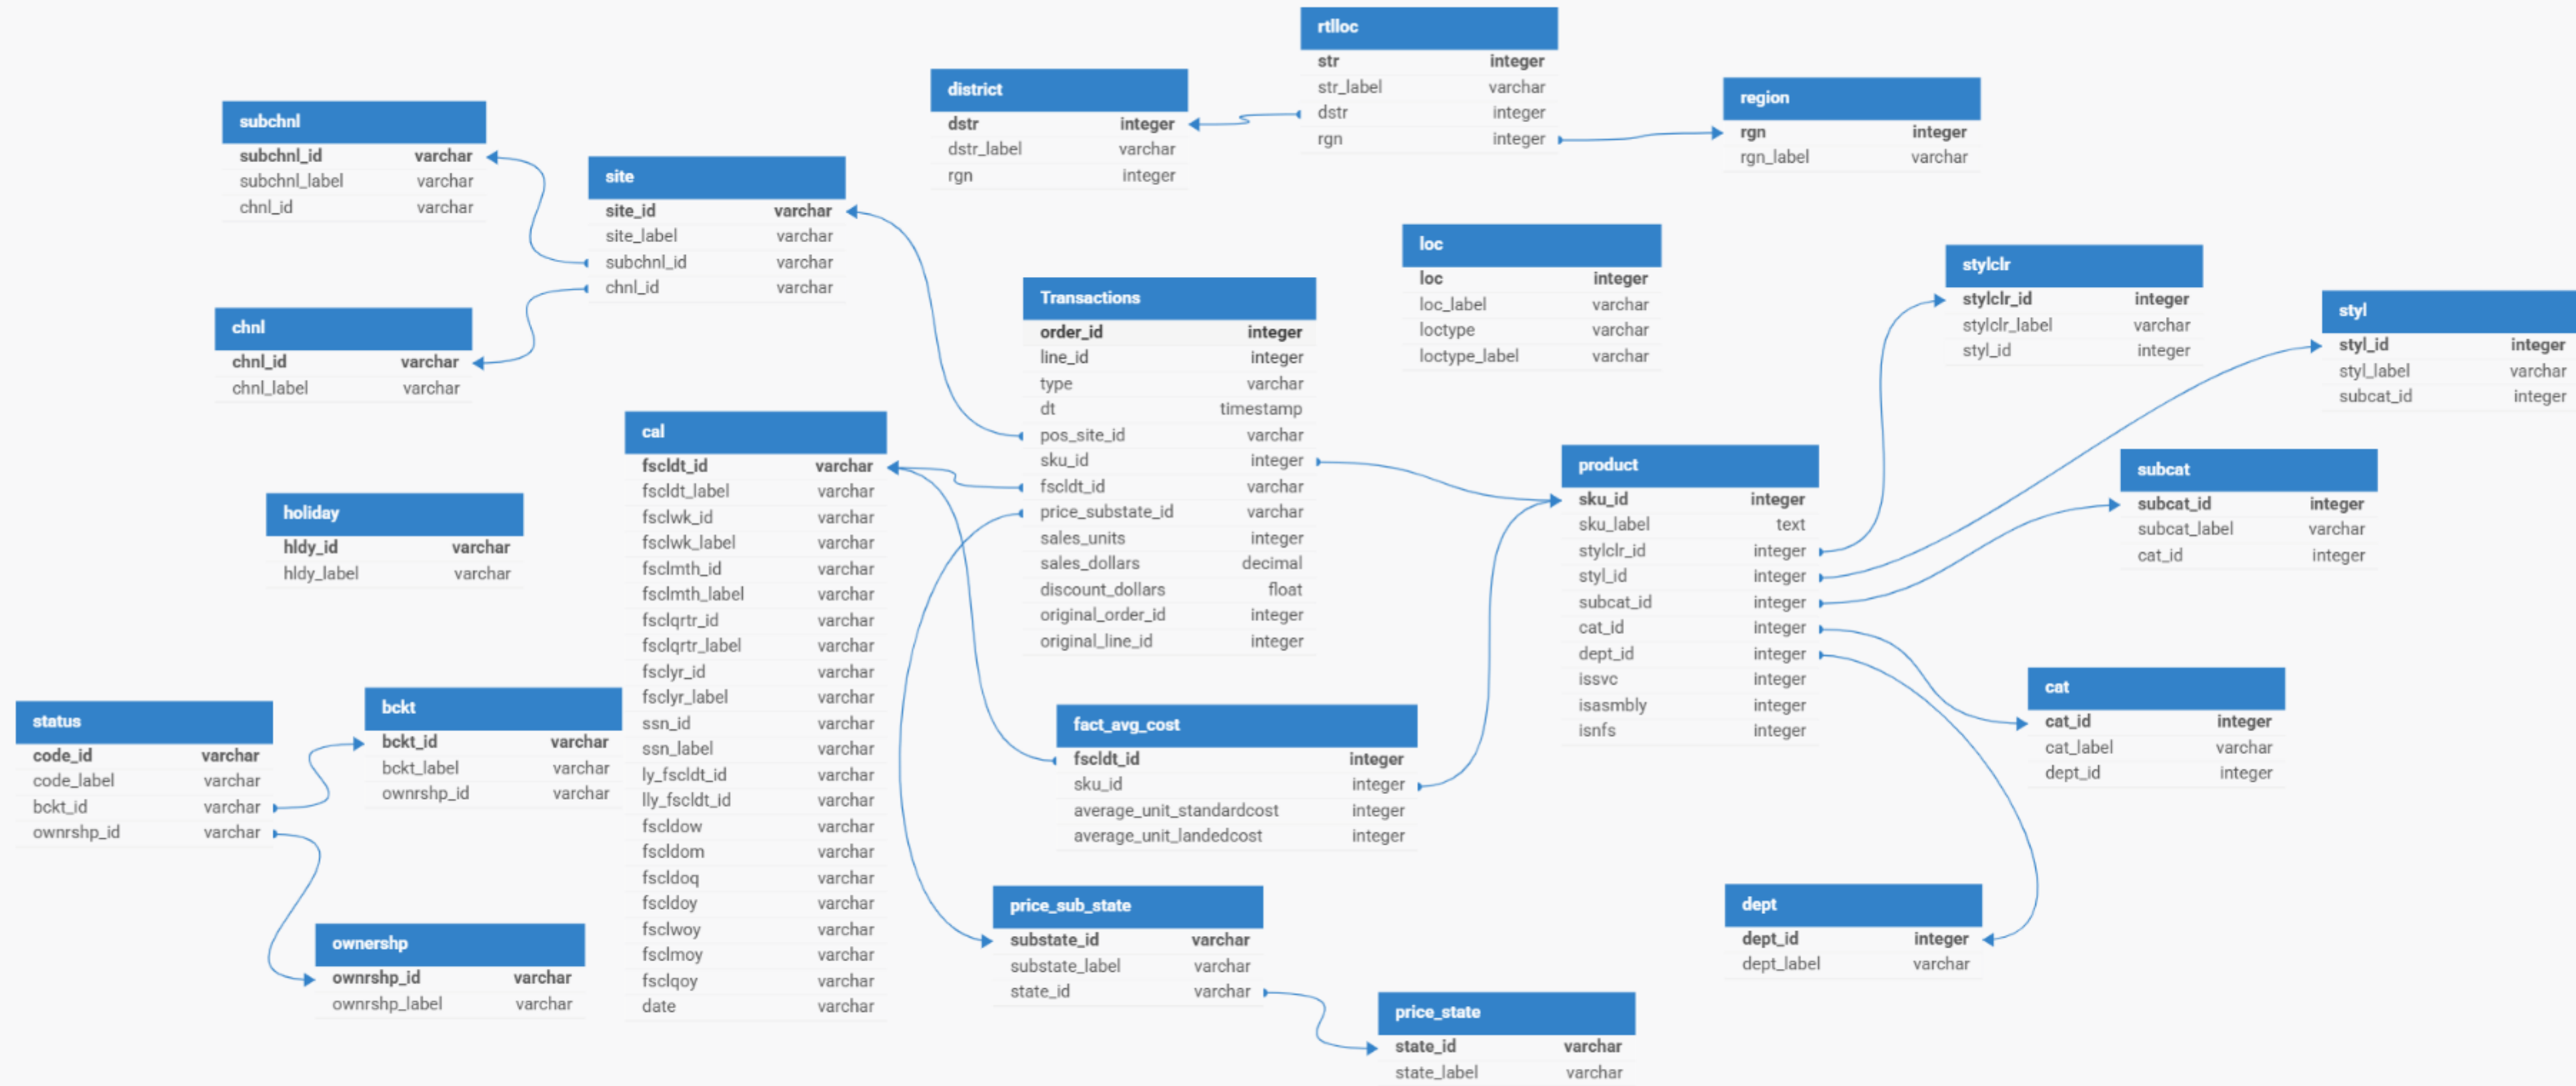 rtlloc
str integer
str_label varchar
dstr integer
rgn integer
district
dstr integer
dstr_label varchar
rgn integer
region
rgn integer
rgn_label varchar
subchnl
subchnl_id varchar
subchnl_label varchar
chnl_id varchar
site
site_id varchar
site_label varchar
subchnl_id varchar
chnl_id varchar
loc
loc integer
loc_label varchar
loctype varchar
loctype_label varchar
stylclr
stylclr_id integer
stylclr_label varchar
styl_id integer
Transactions
order_id integer
line_id integer
type varchar
dt timestamp
pos_site_id varchar
sku_id integer
fscldt_id varchar
price_substate_id varchar
sales_units integer
sales_dollars decimal
discount_dollars float
original_order_id integer
original_line_id integer
styl
styl_id integer
styl_label varchar
subcat_id integer
chnl
chnl_id varchar
chnl_label varchar
cal
fscldt_id varchar
fscldt_label varchar
fsclwk_id varchar
fsclwk_label varchar
fsclmth_id varchar
fsclmth_label varchar
fsclqrtr_id varchar
fsclqrtr_label varchar
fsclyr_id varchar
fsclyr_label varchar
ssn_id varchar
ssn_label varchar
ly_fscldt_id varchar
lly_fscldt_id varchar
fscldow varchar
fscldom varchar
fscldoq varchar
fscldoy varchar
fsclwoy varchar
fsclmoy varchar
fsclqoy varchar
date varchar
product
sku_id integer
sku_label text
stylclr_id integer
styl_id integer
subcat_id integer
cat_id integer
dept_id integer
issvc integer
isasmbly integer
isnfs integer
subcat
subcat_id integer
subcat_label varchar
cat_id integer
holiday
hldy_id varchar
hldy_label varchar
cat
cat_id integer
cat_label varchar
dept_id integer
status
code_id varchar
code_label varchar
bckt_id varchar
ownrshp_id varchar
bckt
bckt_id varchar
bckt_label varchar
ownrshp_id varchar
fact_avg_cost
fscldt_id integer
sku_id integer
average_unit_standardcost integer
average_unit_landedcost integer
price_sub_state
substate_id varchar
substate_label varchar
state_id varchar
dept
dept_id integer
dept_label varchar
ownershp
ownrshp_id varchar
ownrshp_label varchar
price_state
state_id varchar
state_label varchar